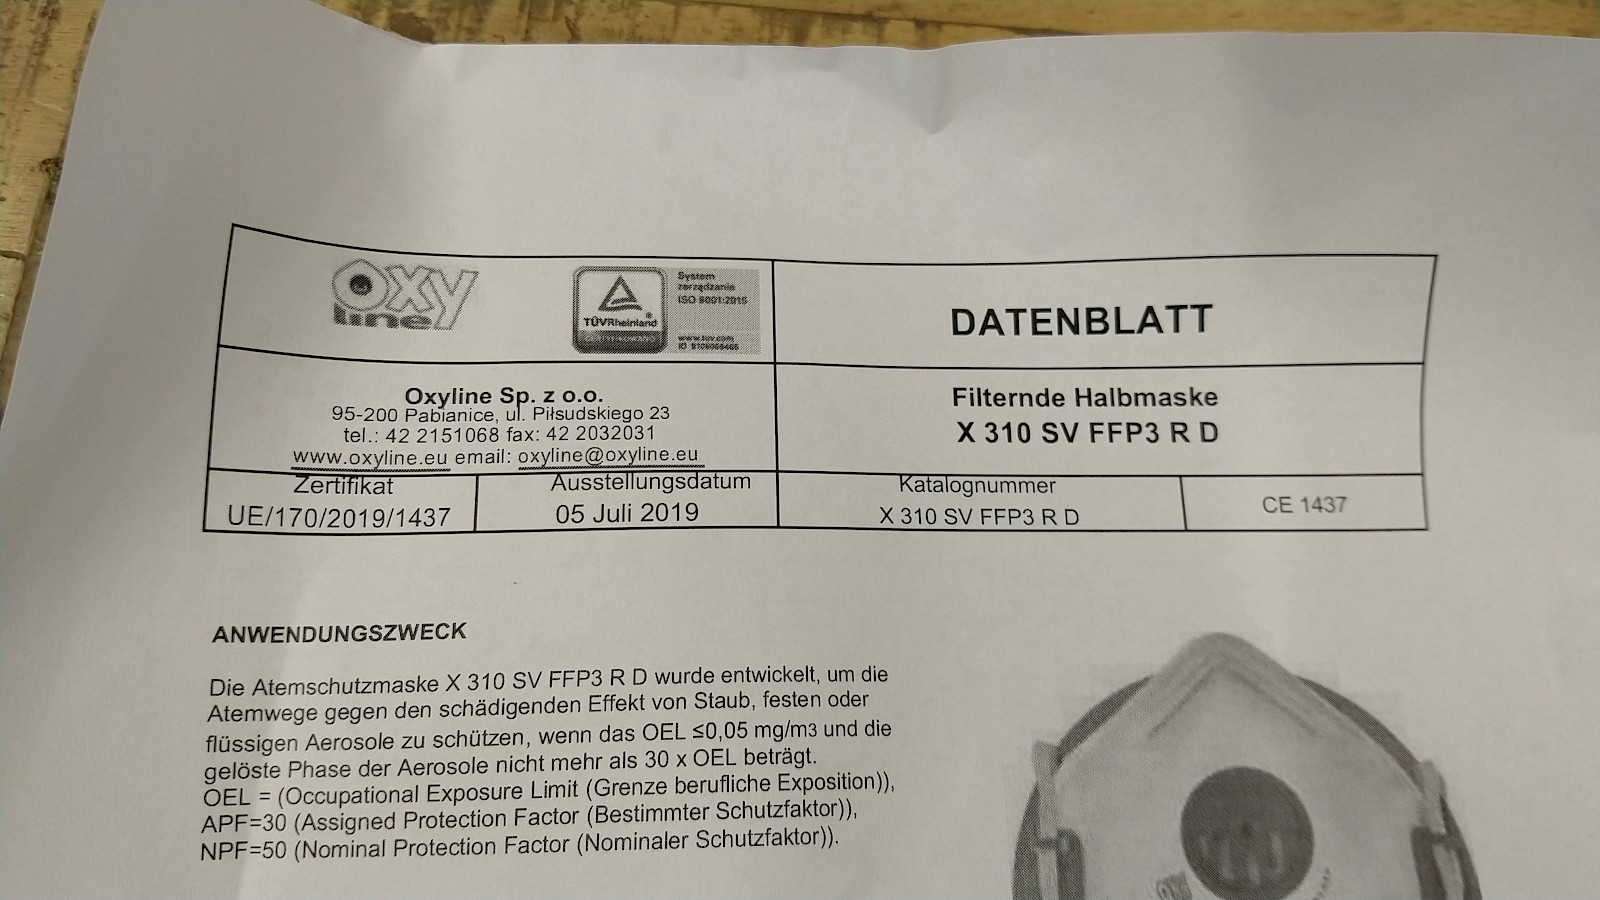 Oxy
line
TÜVRheinland®
CERTYFIKOWANO
System
zarządzania
ISO 9001:2015
www.tuv.com
DATENBLATT
Oxyline Sp. z o.o.
95-200 Pabianice, ul. Piłsudskiego 23
tel.: 42 2151068 fax: 42 2032031
www.oxyline.eu email: oxyline@oxyline.eu
Filternde Halbmaske
X 310 SV FFP3 R D
Zertifikat
UE/170/2019/1437
Ausstellungsdatum
05 Juli 2019
Katalognummer
X 310 SV FFP3 R D
CE 1437
ANWENDUNGSZWECK
Die Atemschutzmaske X 310 SV FFP3 R D wurde entwickelt, um die
Atemwege gegen den schädigenden Effekt von Staub, festen oder
flüssigen Aerosole zu schützen, wenn das OEL ≤0,05 mg/m3 und die
gelöste Phase der Aerosole nicht mehr als 30 x OEL beträgt.
OEL = (Occupational Exposure Limit (Grenze berufliche Exposition)),
APF=30 (Assigned Protection Factor (Bestimmter Schutzfaktor)),
NPF=50 (Nominal Protection Factor (Nominaler Schutzfaktor)).